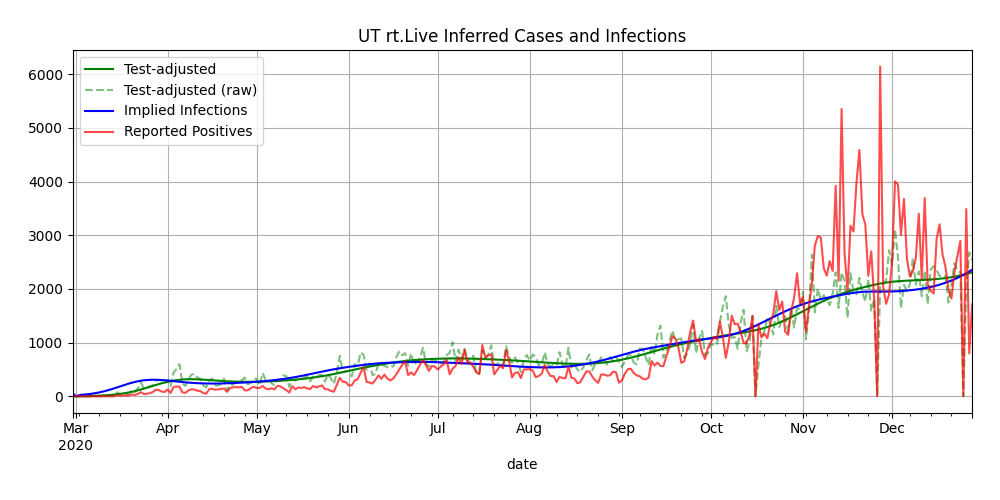 UT rt.Live Inferred Cases and Infections
Test-adjusted
Test-adjusted (raw)
Implied Infections
Reported Positives
6000
5000
4000
3000
2000
1000
0
Mar Apr May Jun Jul Aug Sep Oct Nov Dec
2020
date